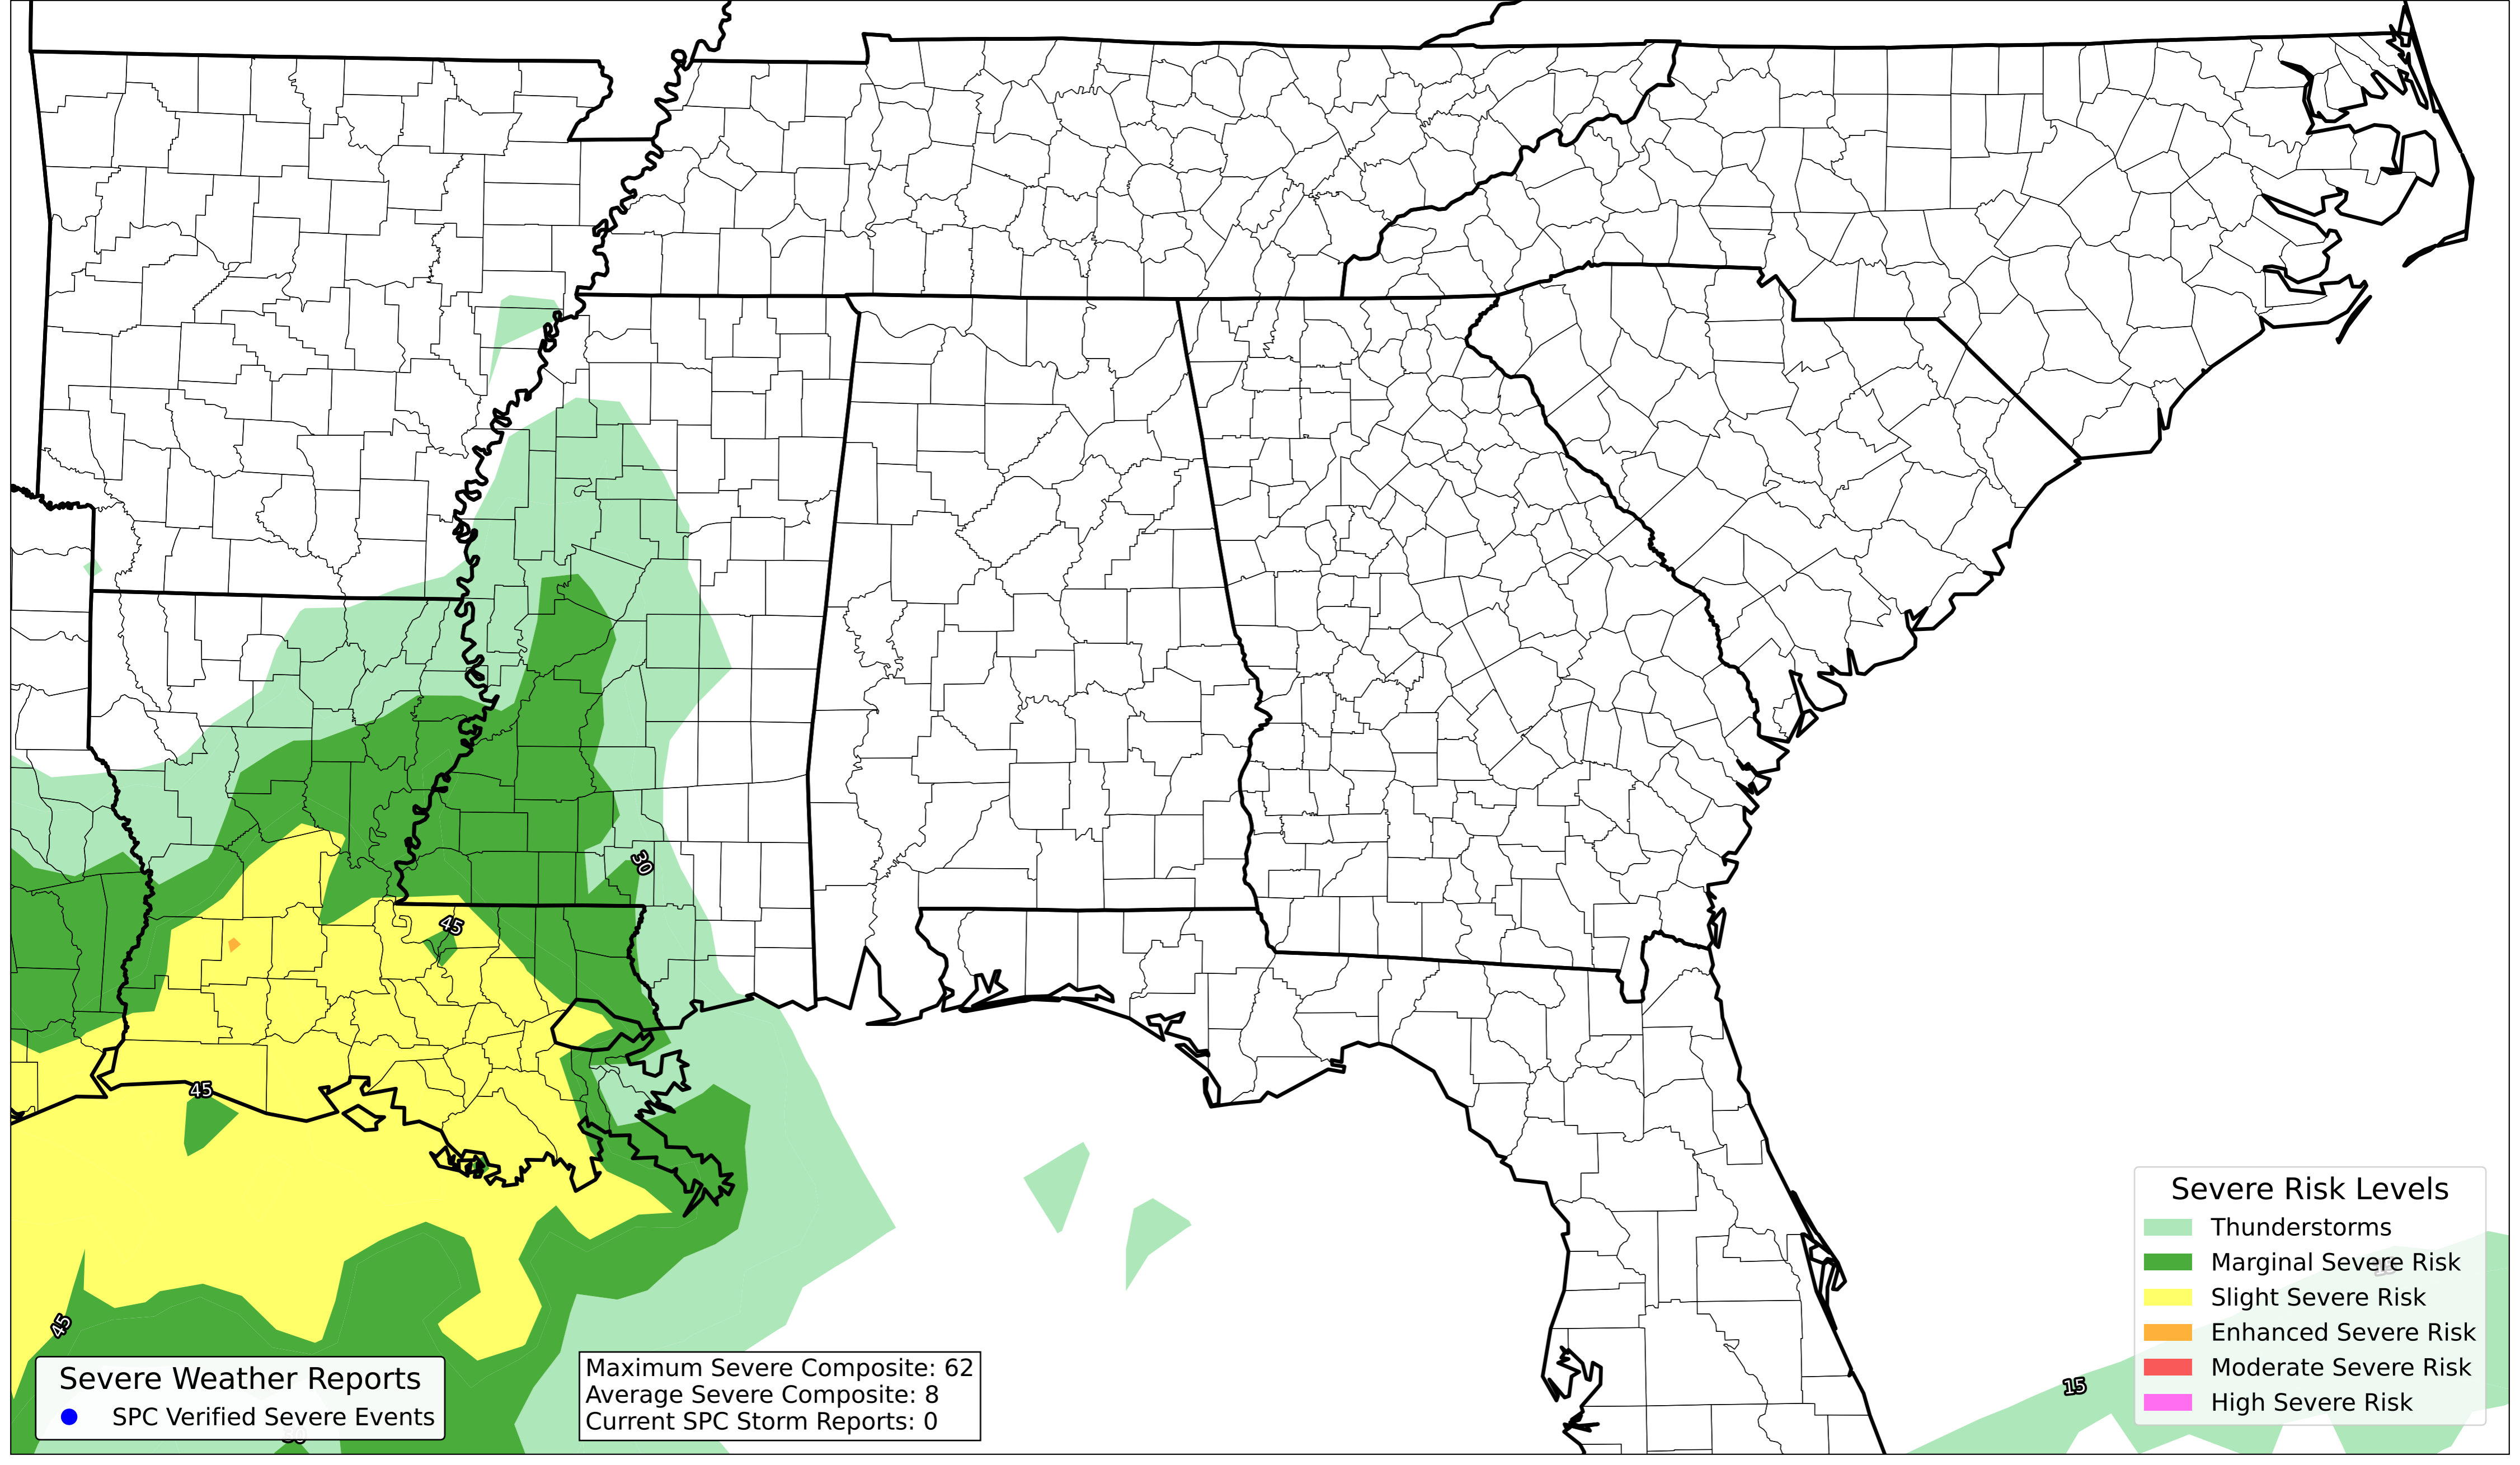 30
45
45
45
15
Severe Weather Reports
SPC Verified Severe Events
Maximum Severe Composite: 62
Average Severe Composite: 8
Current SPC Storm Reports: 0
Severe Risk Levels
Thunderstorms
Marginal Severe Risk
Slight Severe Risk
Enhanced Severe Risk
Moderate Severe Risk
High Severe Risk